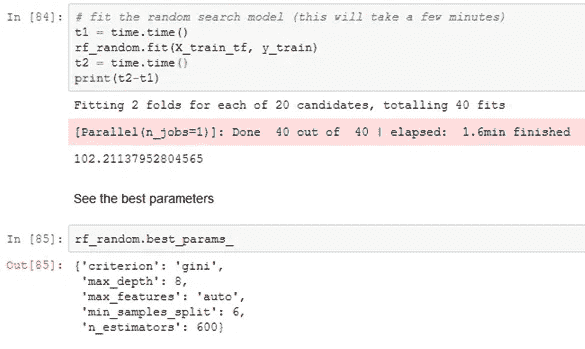 In [84]: # fit the random search model (this will take a few minutes)
t1 = time.time()
rf_random.fit(X_train_tf, y_train)
t2 = time.time()
print(t2-t1)
Fitting 2 folds for each of 20 candidates, totalling 40 fits
[Parallel(n_jobs=1)]: Done  40 out of  40 | elapsed:  1.6min finished
102.21137952804565
See the best parameters
In [85]: rf_random.best_params_
Out[85]: {'criterion': 'gini',
'max_depth': 8,
'max_features': 'auto',
'min_samples_split': 6,
'n_estimators': 600}